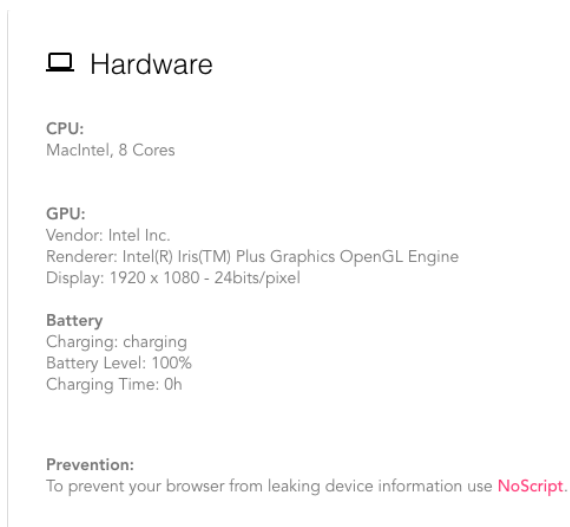 Hardware
CPU:
MacIntel, 8 Cores
GPU:
Vendor: Intel Inc.
Renderer: Intel(R) Iris(TM) Plus Graphics OpenGL Engine
Display: 1920 x 1080 - 24bits/pixel
Battery
Charging: charging
Battery Level: 100%
Charging Time: 0h
Prevention:
To prevent your browser from leaking device information use NoScript.